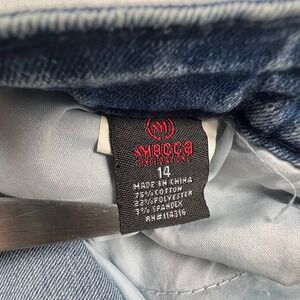 Mecca
14
MADE IN CHINA
75% COTTON
22% POLYESTER
3% SPANDEX
RN#114316